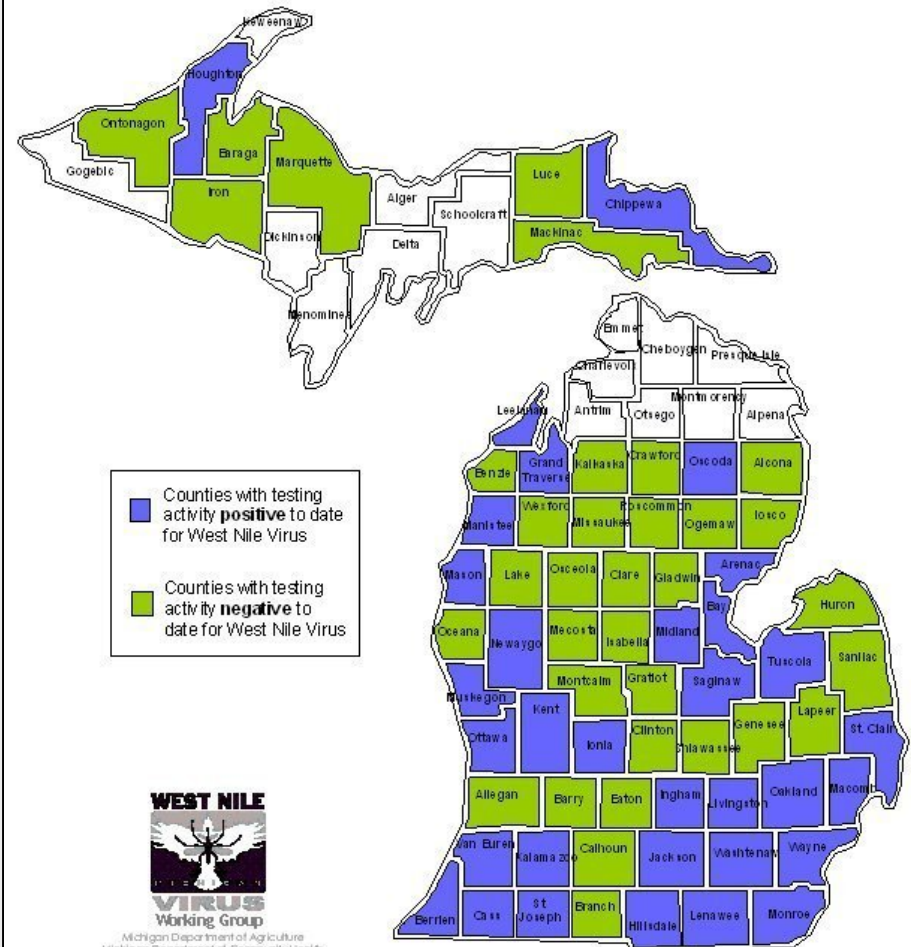 Keweenaw
Houghton
Ontonagon
Baraga
Marquette
Gogebic
Iron
Luce
Alger
Chippewa
Schoolcraft
Mackinac
Dickinson
Delta
Menominee
Emmet
Cheboygen
Presque Isle
Charlevoix
Leelanau
Antrim
Otsego
Montmorency
Alpena
Benzie
Grand
Traverse
Kalkaska
Crawford
Oscoda
Alcona
Manistee
Wexford
Missaukee
Roscommon
Ogemaw
Iosco
Mason
Lake
Osceola
Clare
Gladwin
Arenac
Huron
Oceana
Newaygo
Mecosta
Isabella
Midland
Bay
Tuscola
Sanilac
Muskegon
Montcalm
Gratiot
Saginaw
Kent
Ottawa
Ionia
Clinton
Shiawassee
Genesee
Lapeer
St. Clair
Allegan
Barry
Eaton
Ingham
Livingston
Oakland
Macomb
Van Buren
Kalamazoo
Calhoun
Jackson
Washtenaw
Wayne
Berrien
Cass
St
Joseph
Branch
Hillsdale
Lenawee
Monroe
Counties with testing
activity positive to date
for West Nile Virus
Counties with testing
activity negative to
date for West Nile Virus
WEST NILE
MICHIGAN
VIRUS
Working Group
Michigan Department of Agriculture